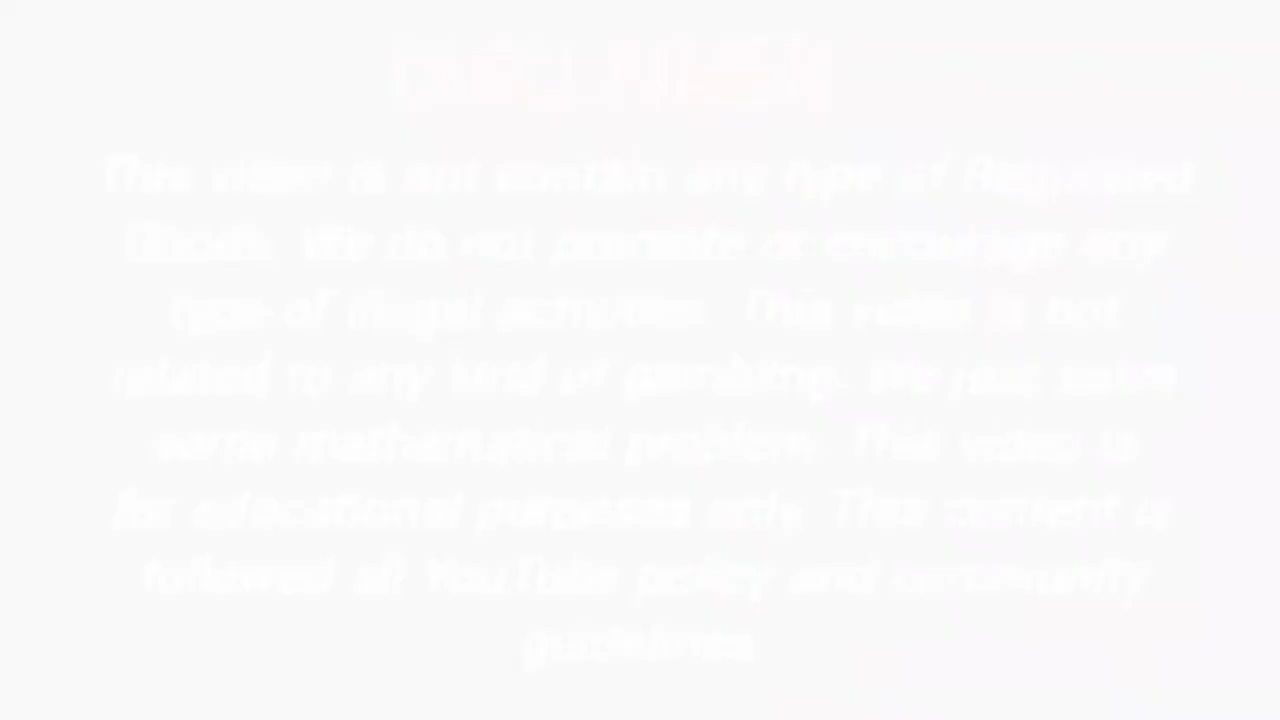 DISCLAIMER
This video is not contain any type of Regulated
Goods. We do not promote or encourage any
type of illegal activities. This video is not
related to any kind of gambling. We just solve
some mathematical problem. This video is
for educational purposes only. This content is
followed all YouTube policy and community
guidelines